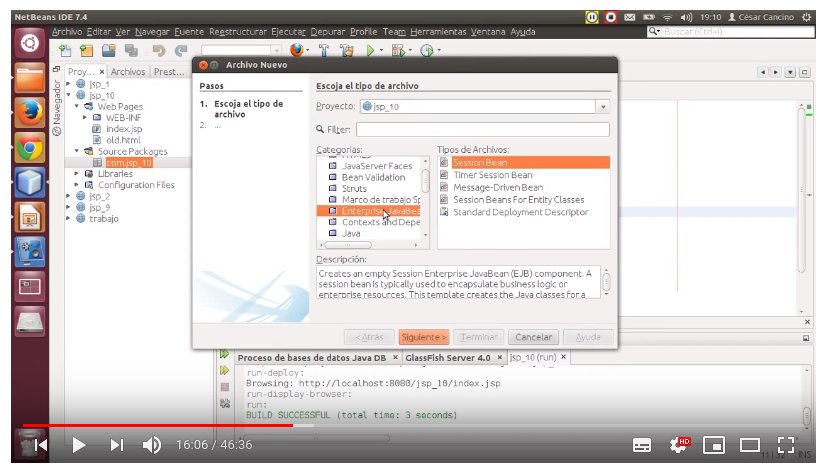 NetBeans IDE 7.4
19:10
César Cancino
Archivo Editar Ver Navegar Fuente Reestructurar Ejecutar Depurar Profile Team Herramientas Ventana Ayuda
Buscar (Ctrl+I)
Proy... × Archivos Prest...
Navegador
jsp_1
jsp_10
Web Pages
WEB-INF
index.jsp
old.html
Source Packages
com.jsp_10
Libraries
Configuration Files
jsp_2
jsp_9
trabajo
Archivo Nuevo
Pasos
1. Escoja el tipo de
archivo
2. ...
Escoja el tipo de archivo
Proyecto: jsp_10
Filter:
Categorías:
JavaServer Faces
Bean Validation
Struts
Marco de trabajo Sp
Enterprise JavaBea
Contexts and Depe
Java
Tipos de Archivos:
Session Bean
Timer Session Bean
Message-Driven Bean
Session Beans For Entity Classes
Standard Deployment Descriptor
Descripción:
Creates an empty Session Enterprise JavaBean (EJB) component. A
session bean is typically used to encapsulate business logic or
enterprise resources. This template creates the Java classes for a
< Atrás Siguiente > Terminar Cancelar Ayuda
Proceso de bases de datos Java DB × GlassFish Server 4.0 × jsp_10 (run) ×
run-deploy:
Browsing: http://localhost:8080/jsp_10/index.jsp
run-display-browser:
run:
BUILD SUCCESSFUL (total time: 3 seconds)
16:06 / 46:36
HD
INS